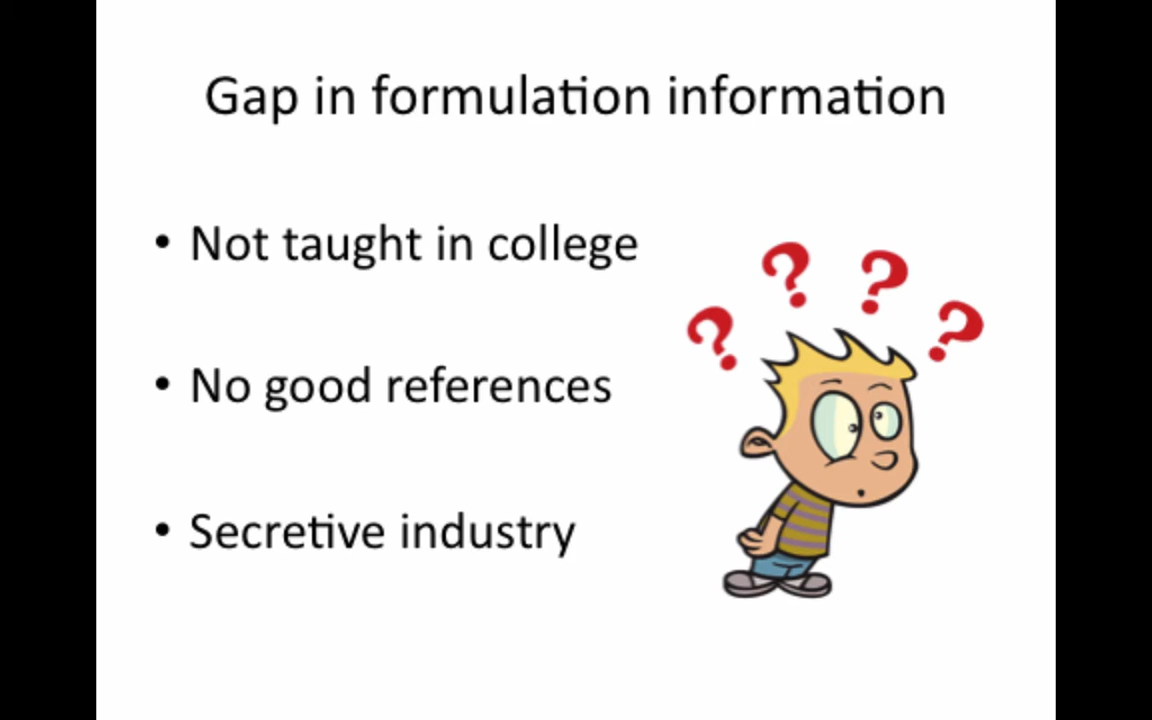 Gap in formulation information
• Not taught in college
• No good references
• Secretive industry
? ? ? ?